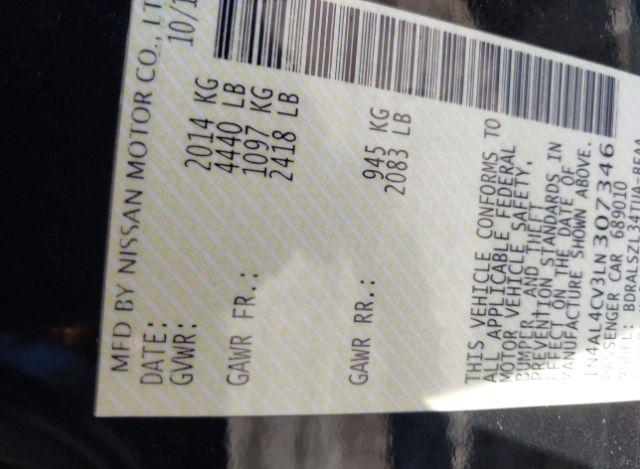 MFD BY NISSAN MOTOR CO., LT
DATE: 10/1
GVWR: 2014 KG
4440 LB
GAWR FR.: 1097 KG
2418 LB
GAWR RR.: 945 KG
2083 LB
THIS VEHICLE CONFORMS TO
ALL APPLICABLE FEDERAL
MOTOR VEHICLE SAFETY,
BUMPER, AND THEFT
PREVENTION STANDARDS IN
EFFECT ON THE DATE OF
MANUFACTURE SHOWN ABOVE.
1N4AL4CV3LN307346
PASSENGER CAR 689010